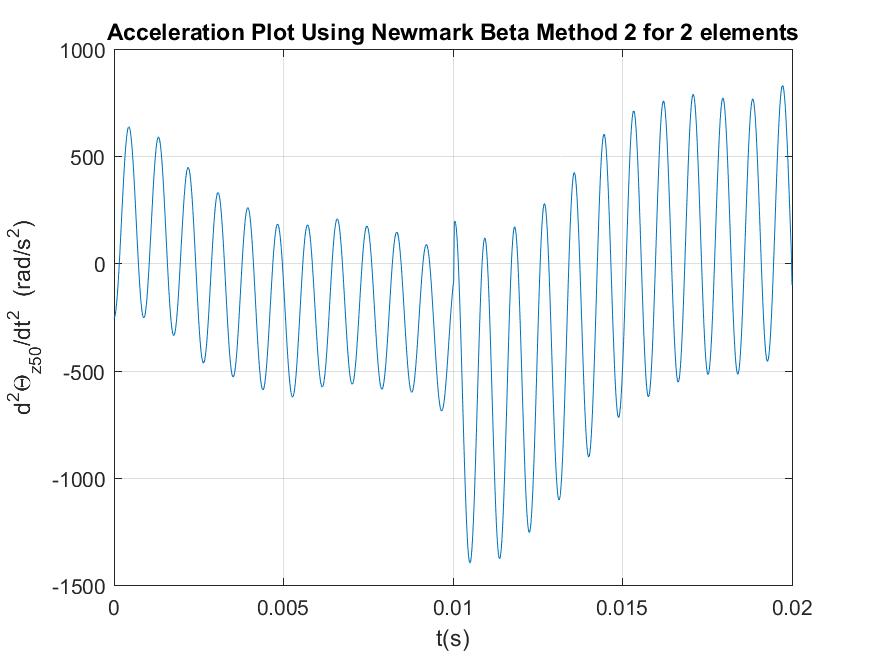 Acceleration Plot Using Newmark Beta Method 2 for 2 elements
1000
500
0
-500
-1000
-1500
d²Θz50/dt² (rad/s²)
0 0.005 0.01 0.015 0.02
t(s)